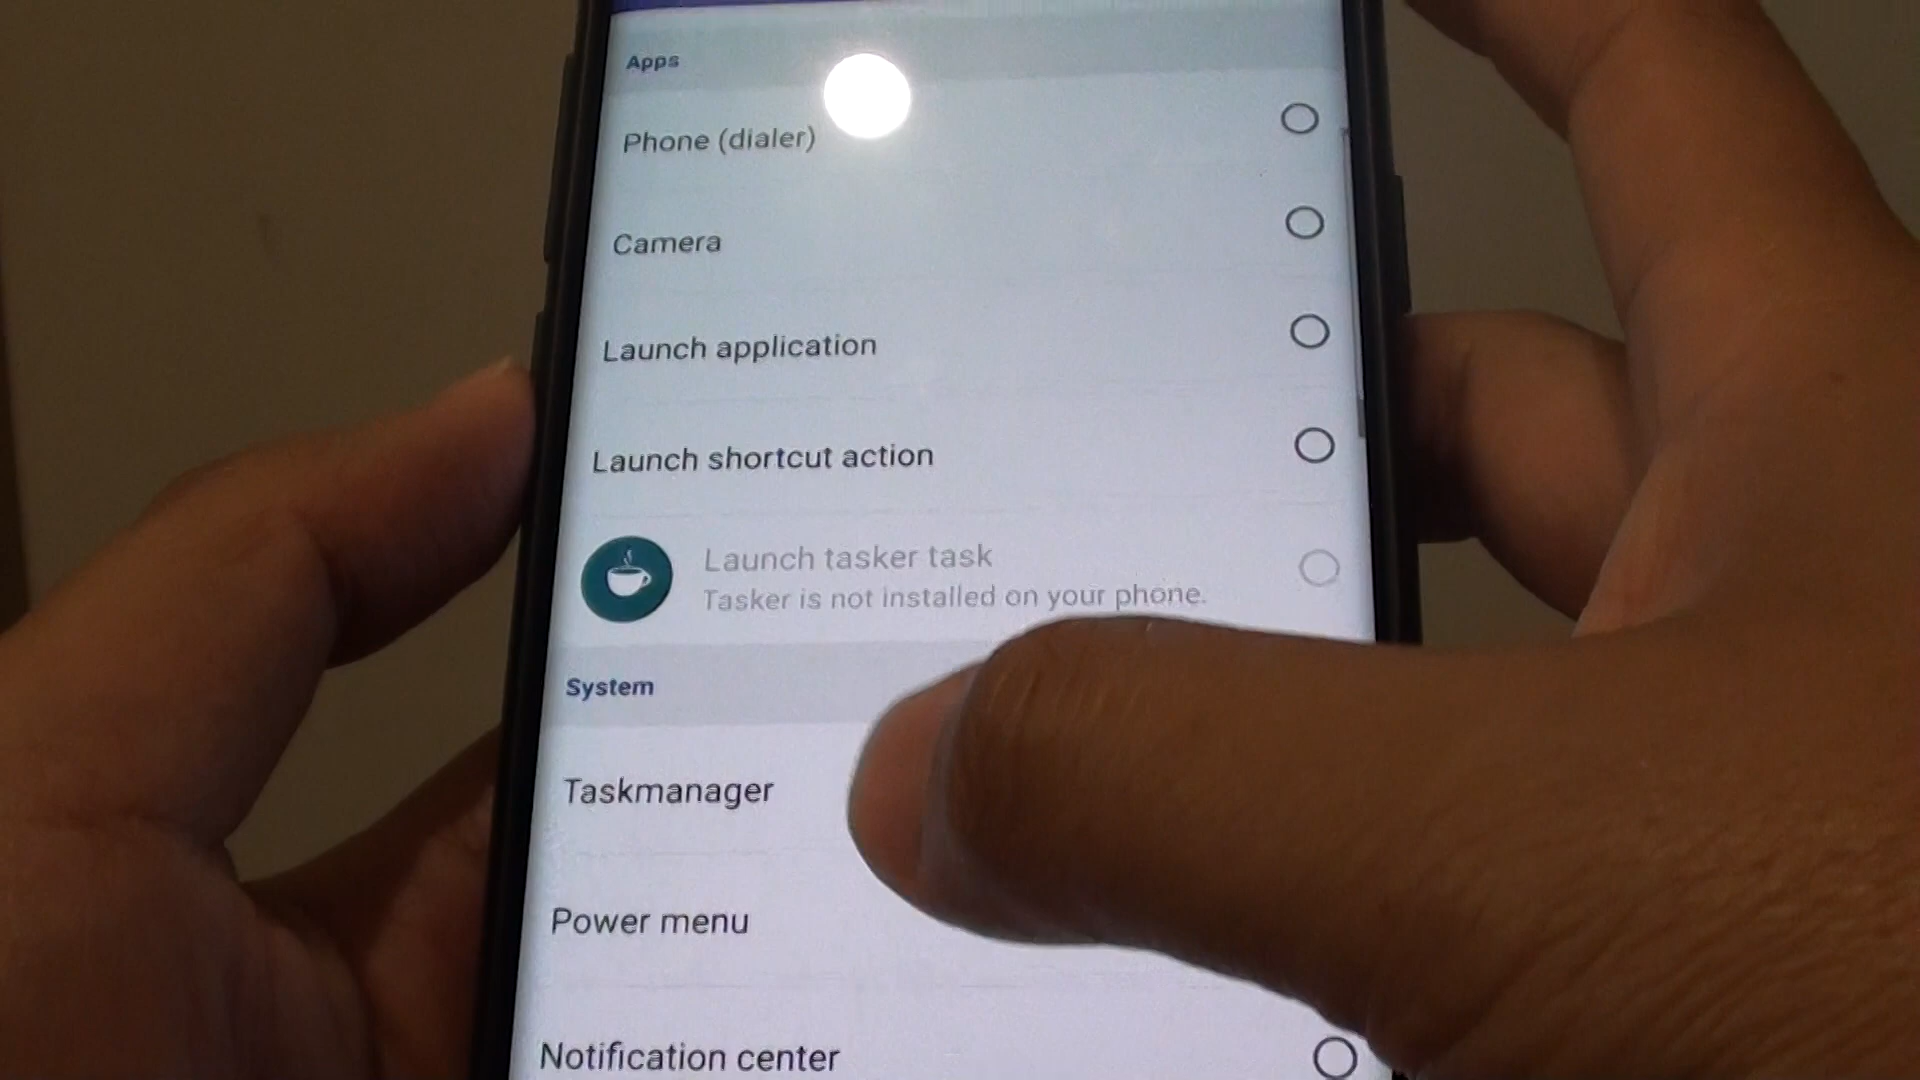 Apps
Phone (dialer)
Camera
Launch application
Launch shortcut action
Launch tasker task
Tasker is not installed on your phone.
System
Taskmanager
Power menu
Notification center